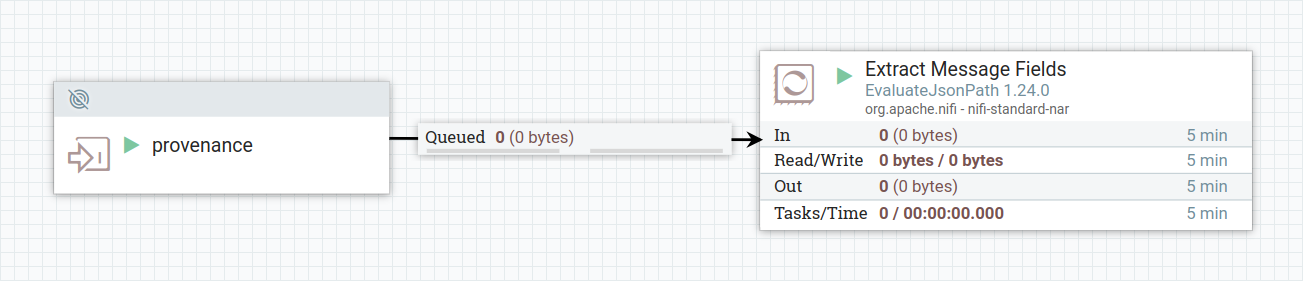 provenance
Queued 0 (0 bytes)
Extract Message Fields
EvaluateJsonPath 1.24.0
org.apache.nifi - nifi-standard-nar
In 0 (0 bytes) 5 min
Read/Write 0 bytes / 0 bytes 5 min
Out 0 (0 bytes) 5 min
Tasks/Time 0 / 00:00:00.000 5 min